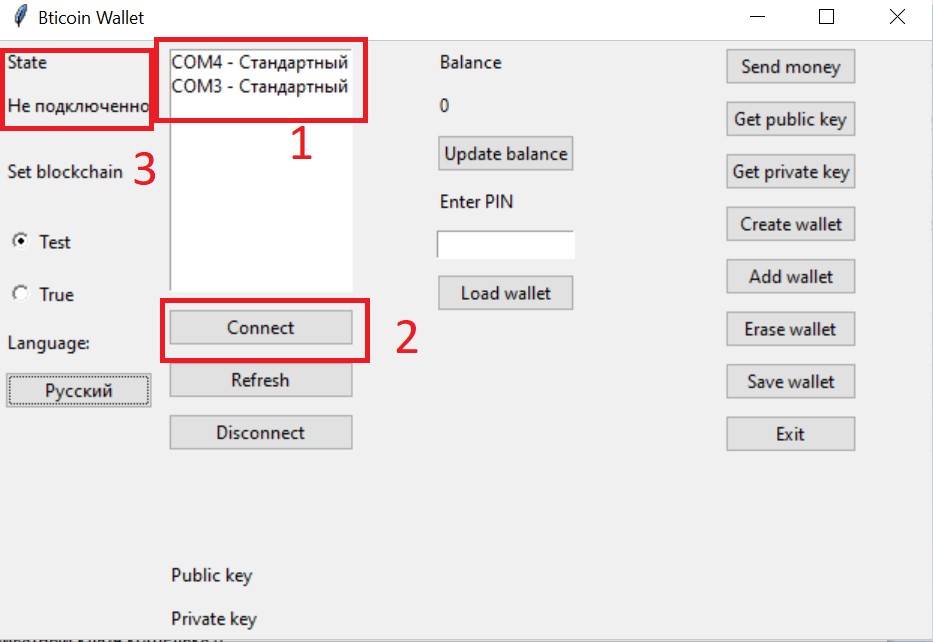 Bticoin Wallet
State
Не подключенно
3
Set blockchain
Test
True
Language:
Русский
COM4 - Стандартный
COM3 - Стандартный
1
Connect
2
Refresh
Disconnect
Balance
0
Update balance
Enter PIN
Load wallet
Send money
Get public key
Get private key
Create wallet
Add wallet
Erase wallet
Save wallet
Exit
Public key
Private key